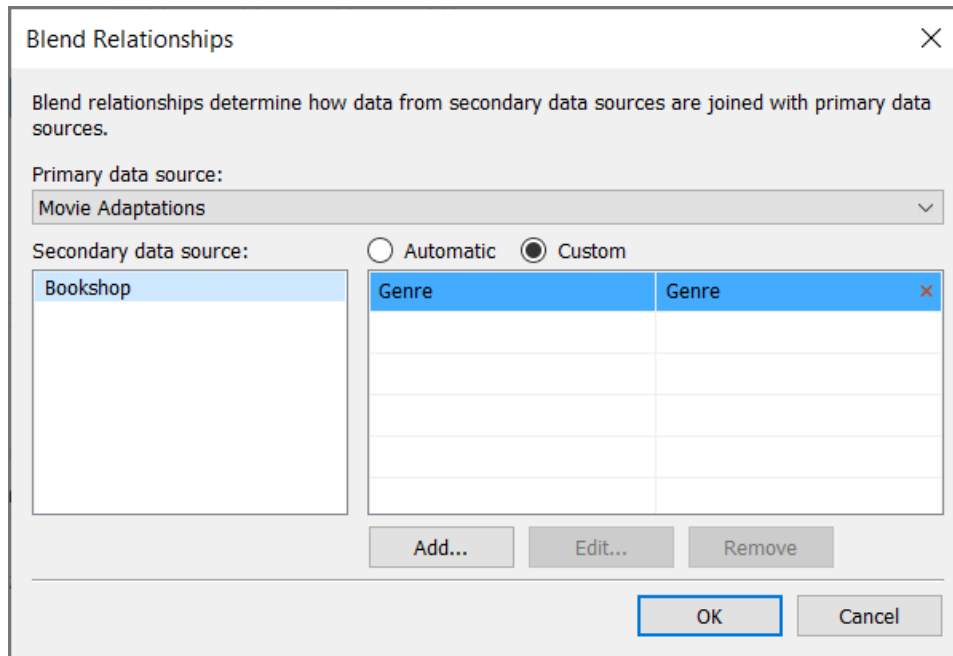 Blend Relationships
Blend relationships determine how data from secondary data sources are joined with primary data
sources.
Primary data source:
Movie Adaptations
Secondary data source:
Automatic
Custom
Bookshop
Genre
Genre
Add...
Edit...
Remove
OK
Cancel